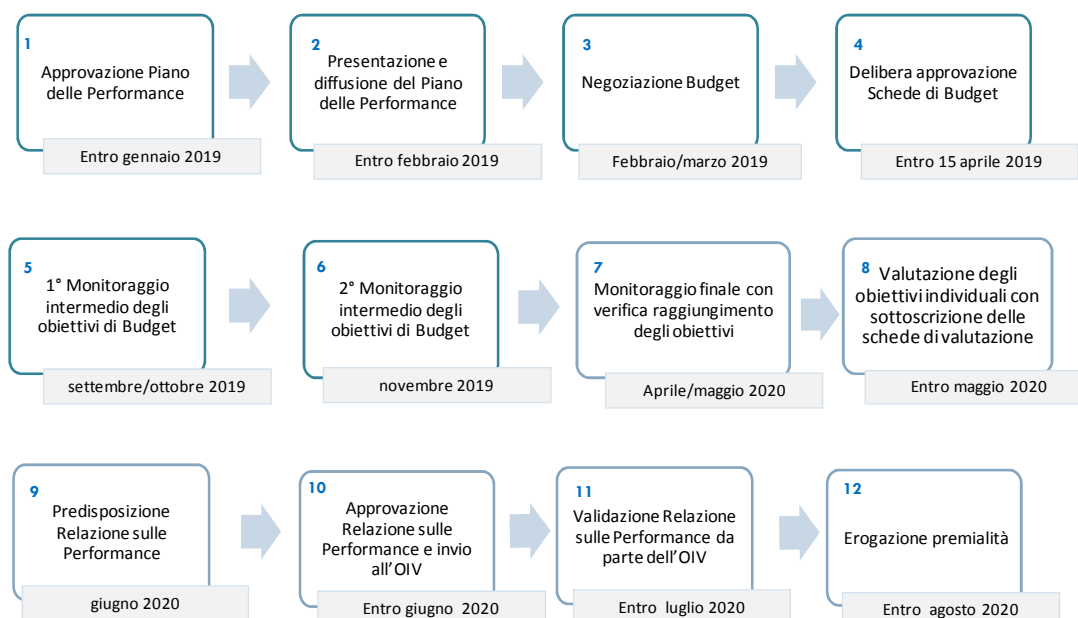 1
Approvazione Piano
delle Performance
Entro gennaio 2019
2
Presentazione e
diffusione del Piano
delle Performance
Entro febbraio 2019
3
Negoziazione Budget
Febbraio/marzo 2019
4
Delibera approvazione
Schede di Budget
Entro 15 aprile 2019
5
1° Monitoraggio
intermedio degli
obiettivi di Budget
settembre/ottobre 2019
6
2° Monitoraggio
intermedio degli
obiettivi di Budget
novembre 2019
7
Monitoraggio finale con
verifica raggiungimento
degli obiettivi
Aprile/maggio 2020
8
Valutazione degli
obiettivi individuali con
sottoscrizione delle
schede di valutazione
Entro maggio 2020
9
Predisposizione
Relazione sulle
Performance
giugno 2020
10
Approvazione
Relazione sulle
Performance e invio
all’OIV
Entro giugno 2020
11
Validazione Relazione
sulle Performance da
parte dell’OIV
Entro luglio 2020
12
Erogazione premialità
Entro agosto 2020